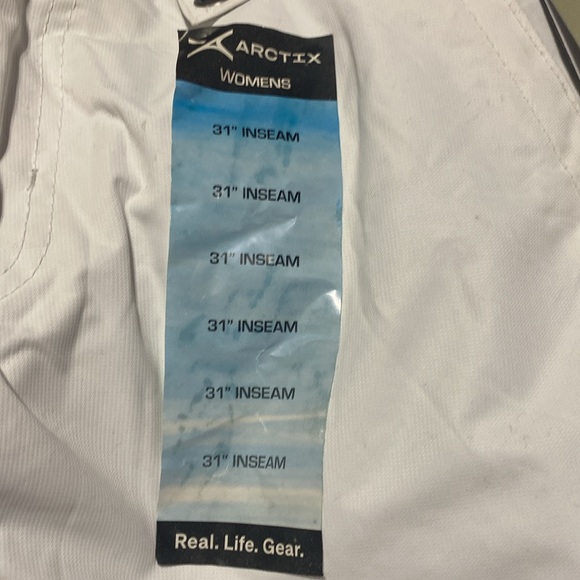 ARCTIX
WOMENS
31" INSEAM
31" INSEAM
31" INSEAM
31" INSEAM
31" INSEAM
31" INSEAM
Real. Life. Gear.